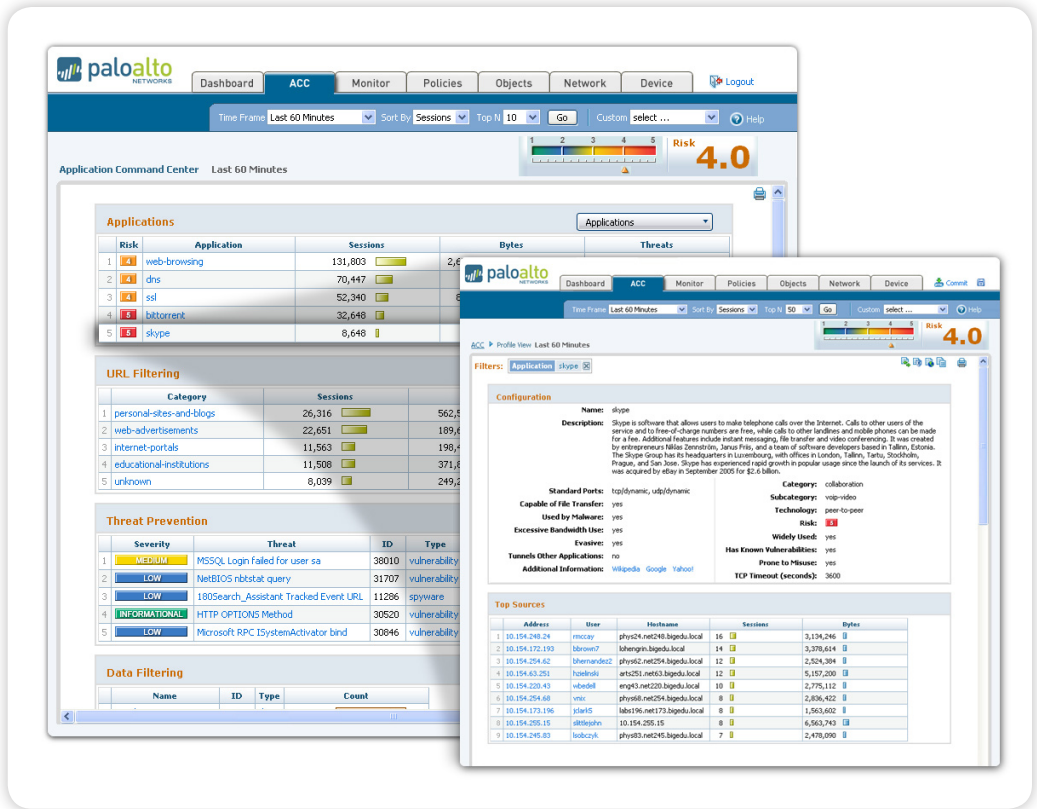 paloalto
NETWORKS
Dashboard ACC Monitor Policies Objects Network Device Logout
Time Frame Last 60 Minutes Sort By Sessions Top N 10 Go Custom select ... Help
1 2 3 4 5 Risk 4.0
Application Command Center Last 60 Minutes
Applications Applications
Risk Application Sessions Bytes Threats
1 4 web-browsing 131,803
2 4 dns 70,447
3 4 ssl 52,340
4 5 bittorrent 32,648
5 5 skype 8,648
URL Filtering
Category Sessions
1 personal-sites-and-blogs 26,316
2 web-advertisements 22,651
3 internet-portals 11,563
4 educational-institutions 11,508
5 unknown 8,039
Threat Prevention
Severity Threat ID Type
1 MEDIUM MSSQL Login failed for user sa 38010 vulnerability
2 LOW NetBIOS nbtstat query 31707 vulnerability
3 LOW 180Search_Assistant Tracked Event URL 11286 spyware
4 INFORMATIONAL HTTP OPTIONS Method 30520 vulnerability
5 LOW Microsoft RPC ISystemActivator bind 30846 vulnerability
Data Filtering
Name ID Type Count
paloalto
NETWORKS
Dashboard ACC Monitor Policies Objects Network Device Commit
Time Frame Last 60 Minutes Sort By Sessions Top N 50 Go Custom select ... Help
1 2 3 4 5 Risk 4.0
ACC Profile View Last 60 Minutes
Filters: Application skype
Configuration
Name: skype
Description: Skype is software that allows users to make telephone calls over the Internet. Calls to other users of the
service and to free-of-charge numbers are free, while calls to other landlines and mobile phones can be made
for a fee. Additional features include instant messaging, file transfer and video conferencing. It was created
by entrepreneurs Niklas Zennström, Janus Friis, and a team of software developers based in Tallinn, Estonia.
The Skype Group has its headquarters in Luxembourg, with offices in London, Tallinn, Tartu, Stockholm,
Prague, and San Jose. Skype has experienced rapid growth in popular usage since the launch of its services. It
was acquired by eBay in September 2005 for $2.6 billion.
Standard Ports: tcp/dynamic, udp/dynamic
Capable of File Transfer: yes
Used by Malware: yes
Excessive Bandwidth Use: yes
Evasive: yes
Tunnels Other Applications: no
Additional Information: Wikipedia Google Yahoo!
Category: collaboration
Subcategory: voip-video
Technology: peer-to-peer
Risk: 5
Widely Used: yes
Has Known Vulnerabilities: yes
Prone to Misuse: yes
TCP Timeout (seconds): 3600
Top Sources
Address User Hostname Sessions Bytes
1 10.154.248.24 rmccay phys24.net248.bigedu.local 16 3,134,246
2 10.154.172.193 bbrown7 lohengrin.bigedu.local 14 3,378,614
3 10.154.254.62 bhernandez2 phys62.net254.bigedu.local 12 2,524,384
4 10.154.63.251 hzielinski arts251.net63.bigedu.local 12 5,157,200
5 10.154.220.43 wbedell eng43.net220.bigedu.local 10 2,775,112
6 10.154.254.68 vnix phys68.net254.bigedu.local 8 2,836,422
7 10.154.173.196 jclark5 labs196.net173.bigedu.local 8 1,563,602
8 10.154.255.15 slittlejohn 10.154.255.15 8 6,563,743
9 10.154.245.83 lsobczyk phys83.net245.bigedu.local 7 2,478,090